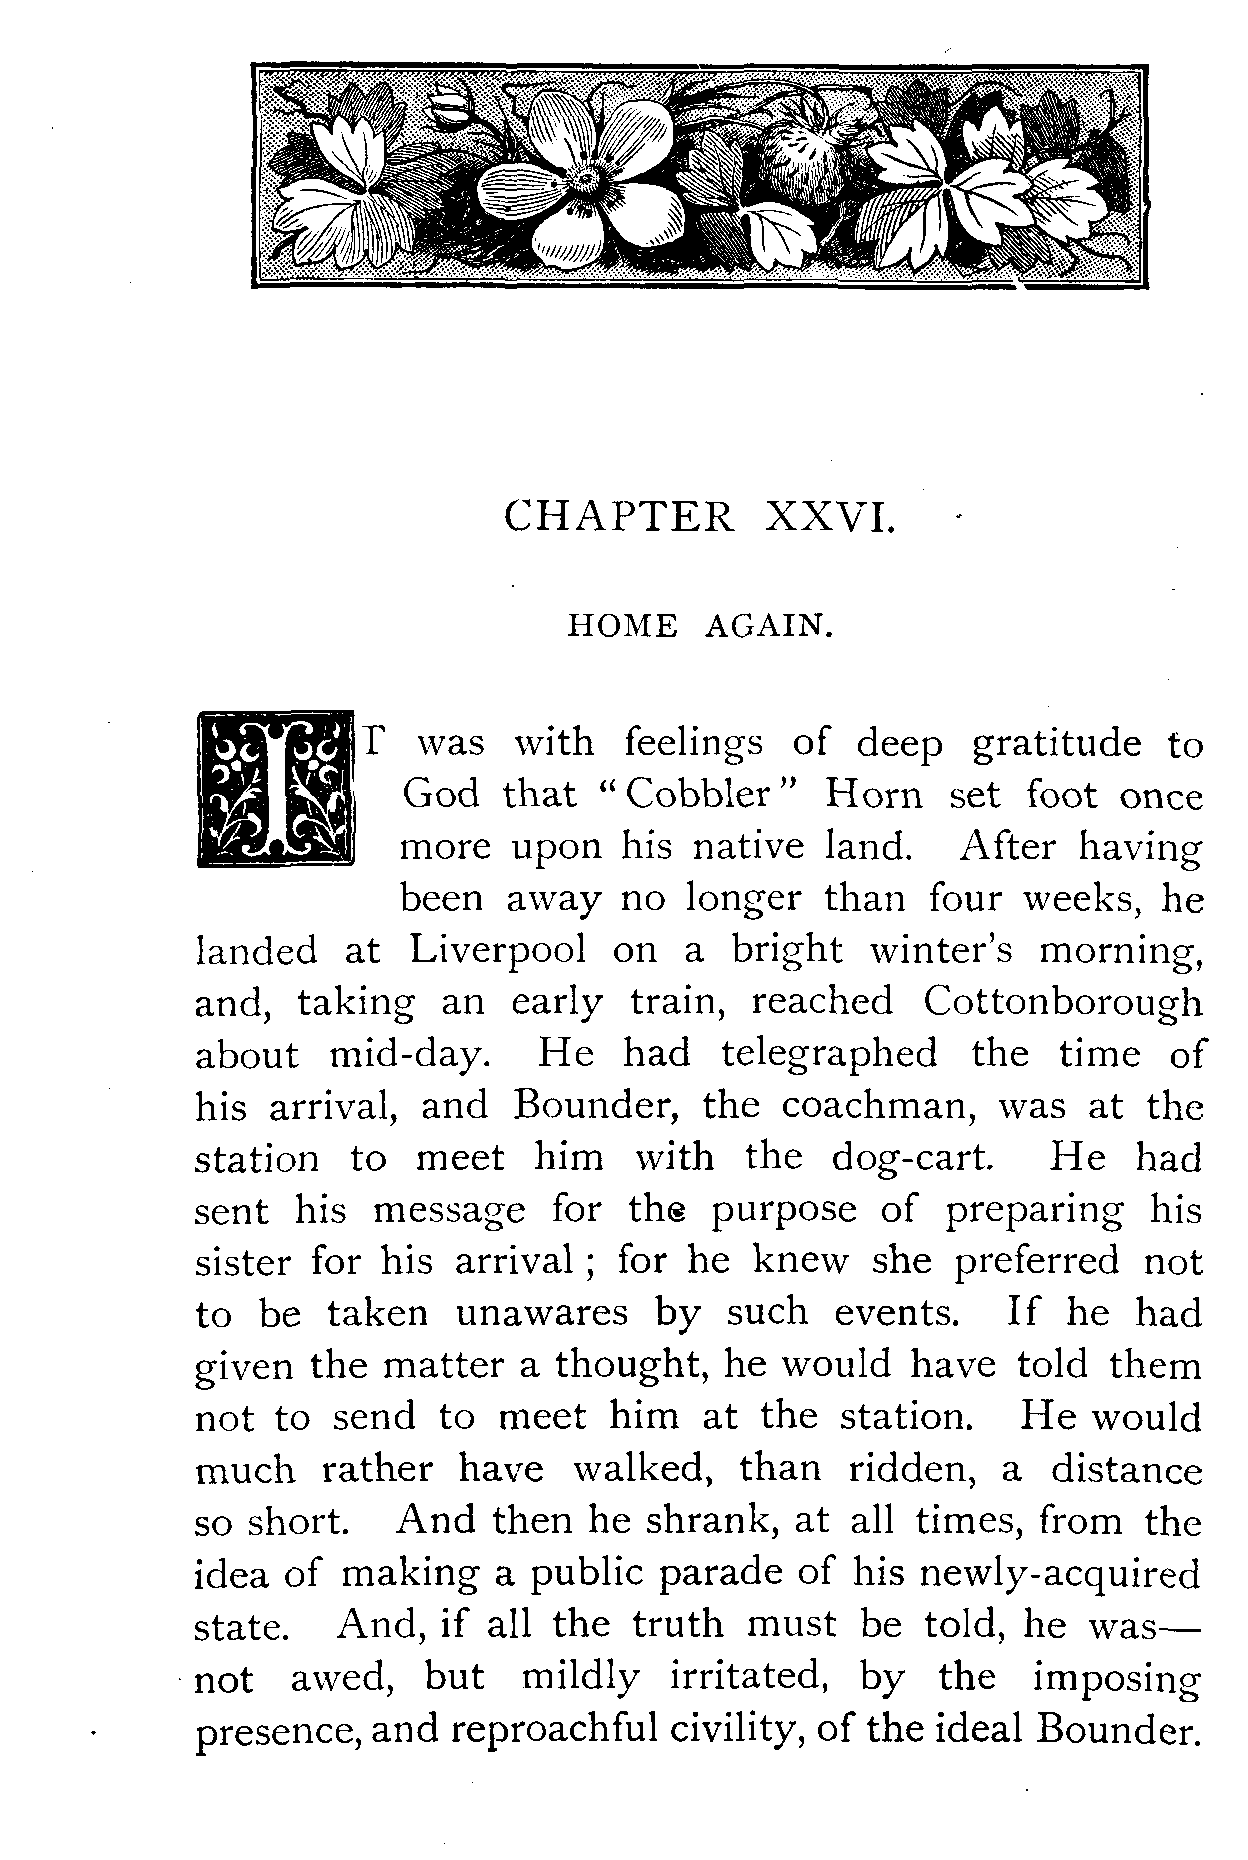 CHAPTER XXVI.
HOME AGAIN.
IT was with feelings of deep gratitude to
God that “Cobbler” Horn set foot once
more upon his native land. After having
been away no longer than four weeks, he
landed at Liverpool on a bright winter’s morning,
and, taking an early train, reached Cottonborough
about mid-day. He had telegraphed the time of
his arrival, and Bounder, the coachman, was at the
station to meet him with the dog-cart. He had
sent his message for the purpose of preparing his
sister for his arrival ; for he knew she preferred not
to be taken unawares by such events. If he had
given the matter a thought, he would have told them
not to send to meet him at the station. He would
much rather have walked, than ridden, a distance
so short. And then he shrank, at all times, from the
idea of making a public parade of his newly-acquired
state. And, if all the truth must be told, he was—
not awed, but mildly irritated, by the imposing
presence, and reproachful civility, of the ideal Bounder.